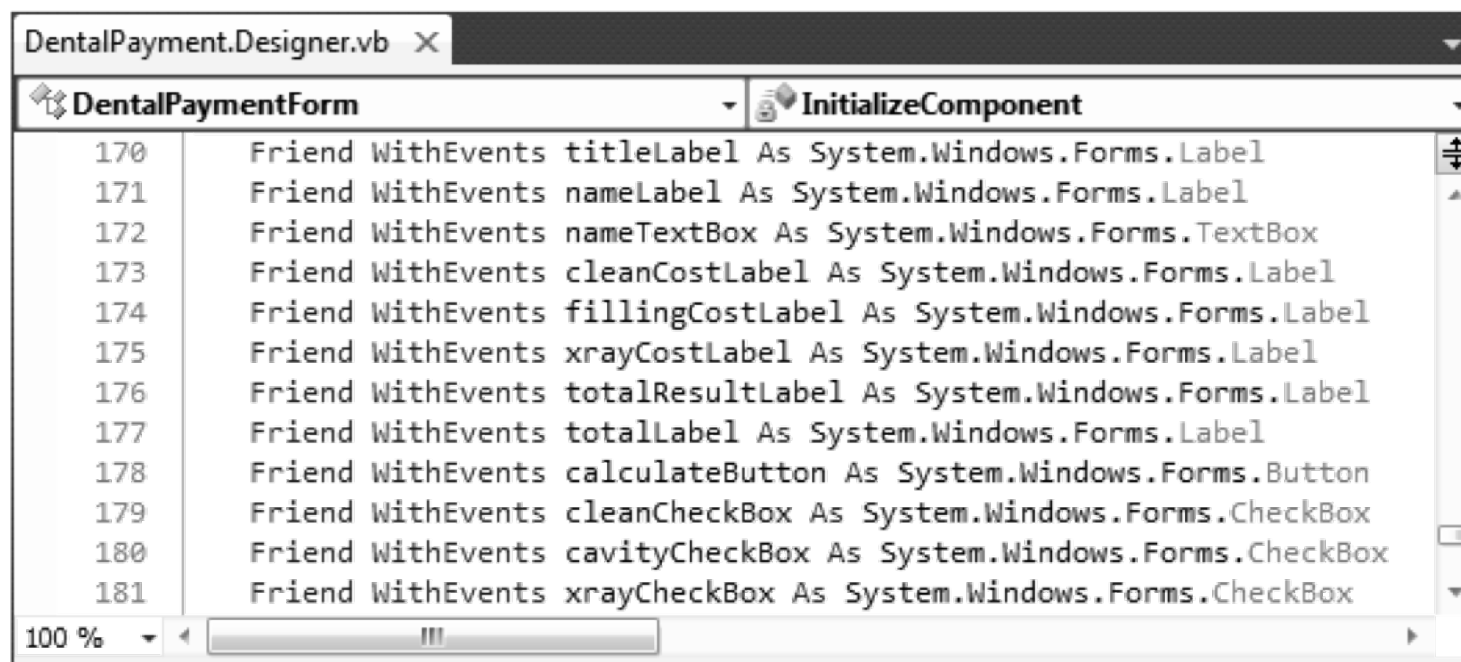 DentalPayment.Designer.vb
DentalPaymentForm InitializeComponent
170 Friend WithEvents titleLabel As System.Windows.Forms.Label
171 Friend WithEvents nameLabel As System.Windows.Forms.Label
172 Friend WithEvents nameTextBox As System.Windows.Forms.TextBox
173 Friend WithEvents cleanCostLabel As System.Windows.Forms.Label
174 Friend WithEvents fillingCostLabel As System.Windows.Forms.Label
175 Friend WithEvents xrayCostLabel As System.Windows.Forms.Label
176 Friend WithEvents totalResultLabel As System.Windows.Forms.Label
177 Friend WithEvents totalLabel As System.Windows.Forms.Label
178 Friend WithEvents calculateButton As System.Windows.Forms.Button
179 Friend WithEvents cleanCheckBox As System.Windows.Forms.CheckBox
180 Friend WithEvents cavityCheckBox As System.Windows.Forms.CheckBox
181 Friend WithEvents xrayCheckBox As System.Windows.Forms.CheckBox
100 %